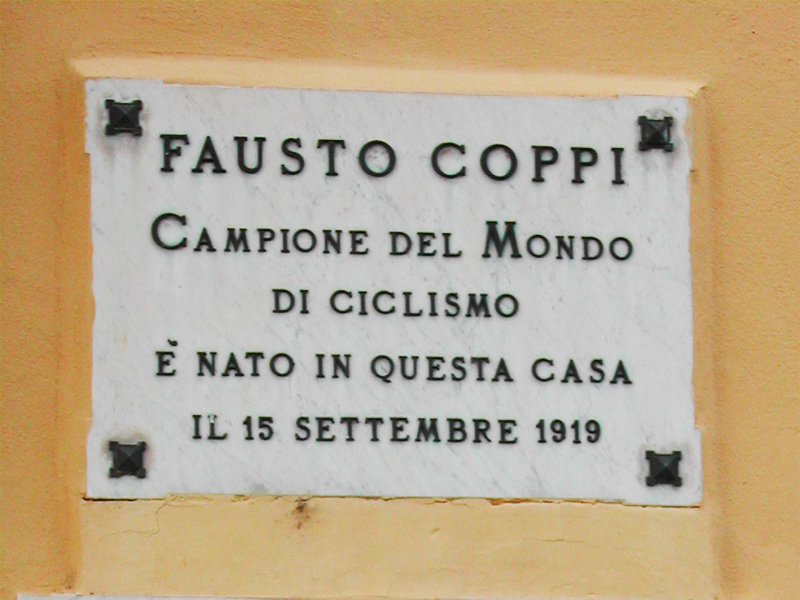 FAUSTO COPPI
CAMPIONE DEL MONDO
DI CICLISMO
È NATO IN QUESTA CASA
IL 15 SETTEMBRE 1919